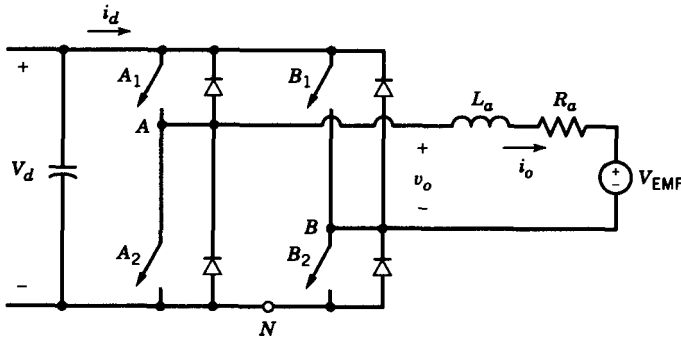 i_d
+
A_1
B_1
L_a
R_a
A
V_d
+
v_o
−
i_o
+
−
V_EMF
B
A_2
B_2
−
N